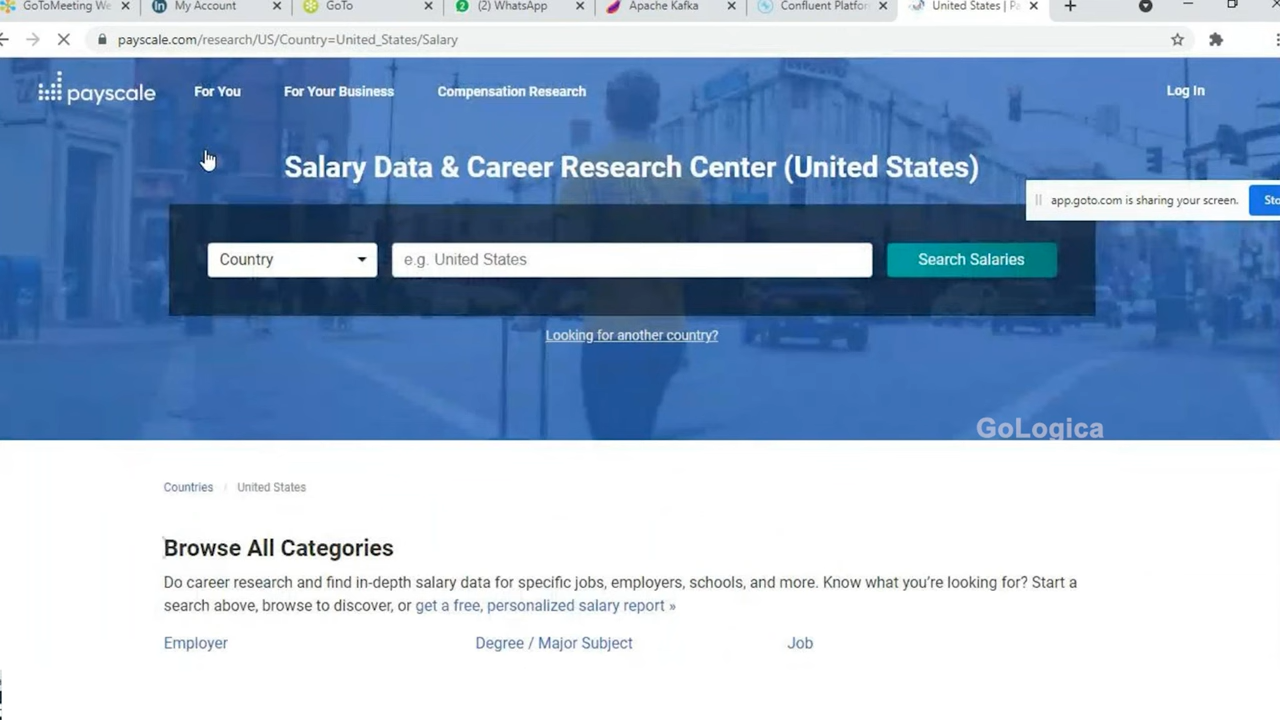 GoToMeeting We
My Account
GoTo
(2) WhatsApp
Apache Kafka
Confluent Platfor
United States | Pa
payscale.com/research/US/Country=United_States/Salary
payscale
For You
For Your Business
Compensation Research
Log In
Salary Data & Career Research Center (United States)
app.goto.com is sharing your screen.
Sto
Country
e.g. United States
Search Salaries
Looking for another country?
GoLogica
Countries
United States
Browse All Categories
Do career research and find in-depth salary data for specific jobs, employers, schools, and more. Know what you're looking for? Start a
search above, browse to discover, or get a free, personalized salary report »
Employer
Degree / Major Subject
Job